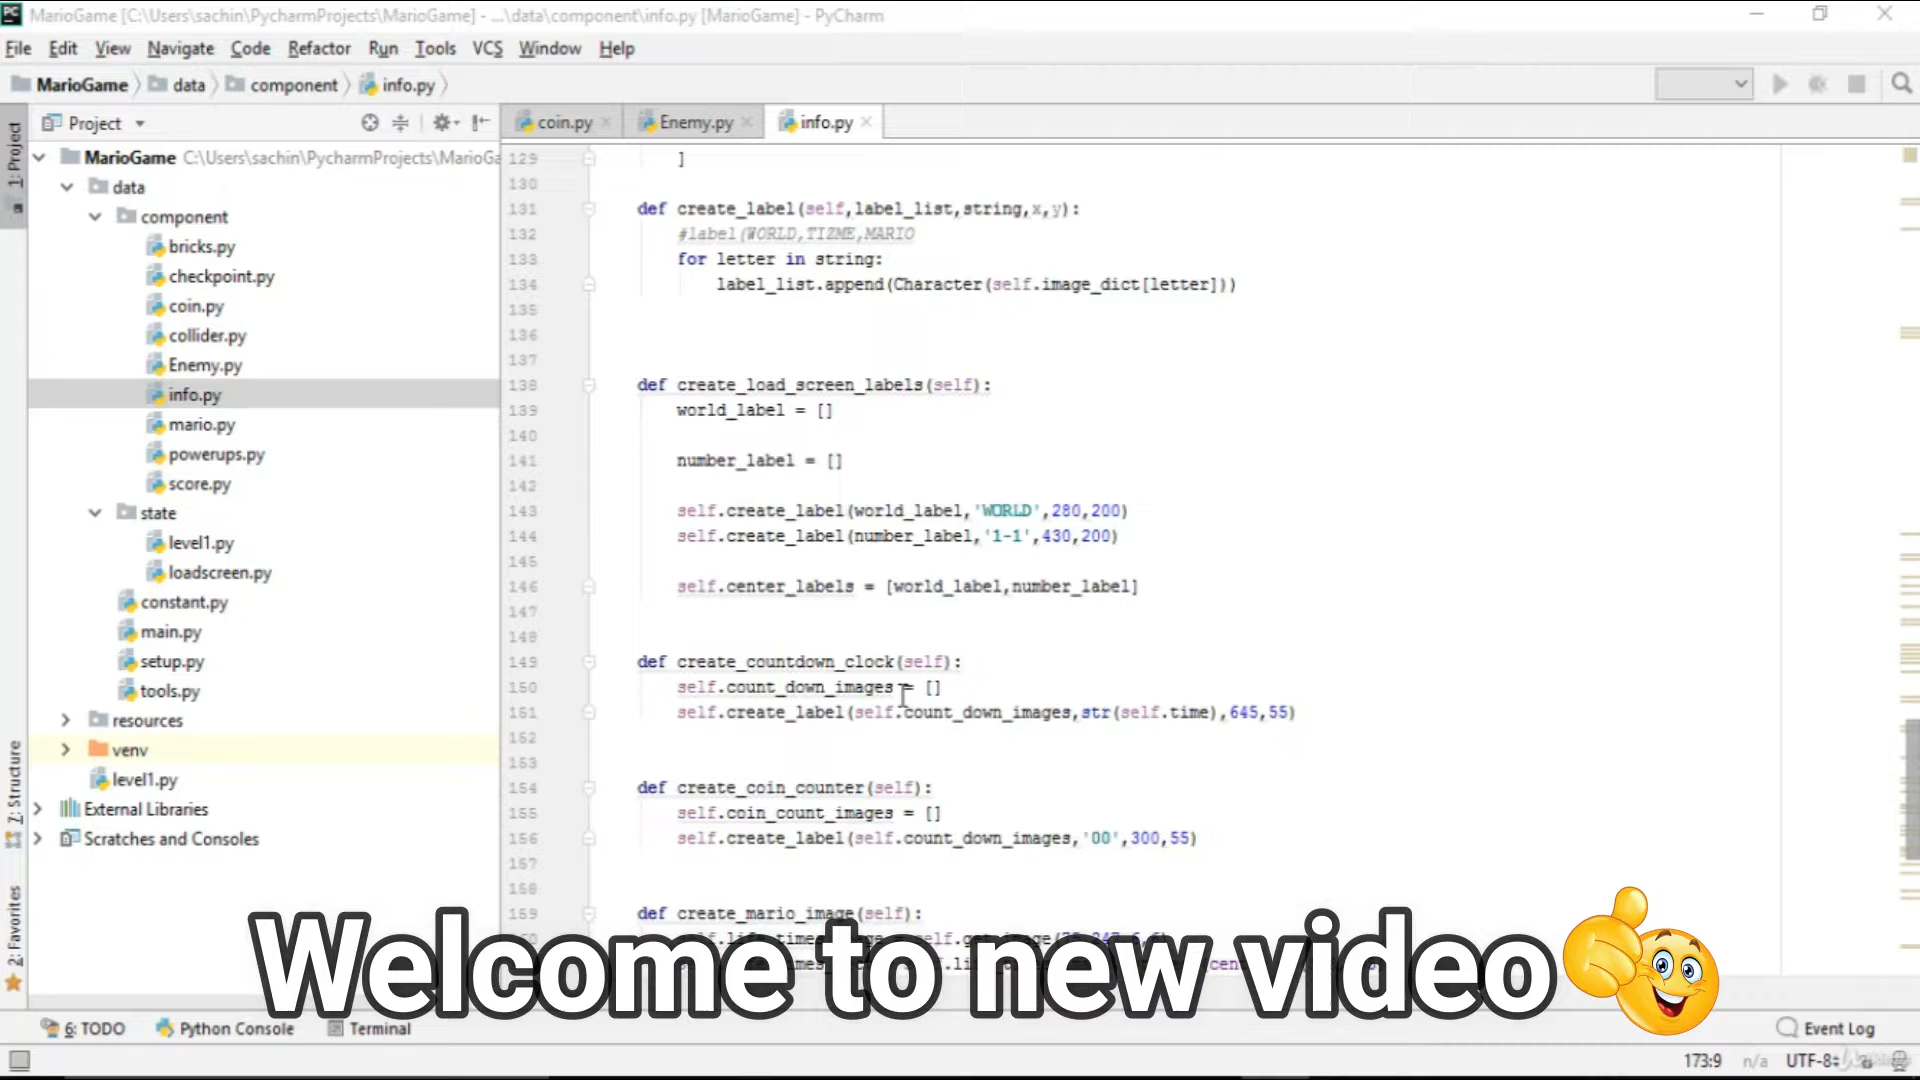 MarioGame [C:\Users\sachin\PycharmProjects\MarioGame] - ...\data\component\info.py [MarioGame] - PyCharm
File Edit View Navigate Code Refactor Run Tools VCS Window Help
MarioGame data component info.py
Project
coin.py Enemy.py info.py
1: Project
7: Structure
2: Favorites
MarioGame C:\Users\sachin\PycharmProjects\MarioGa
data
component
bricks.py
checkpoint.py
coin.py
collider.py
Enemy.py
info.py
mario.py
powerups.py
score.py
state
level1.py
loadscreen.py
constant.py
main.py
setup.py
tools.py
resources
venv
level1.py
External Libraries
Scratches and Consoles
129 ]
130
131 def create_label(self,label_list,string,x,y):
132 #label(WORLD,TIZME,MARIO
133 for letter in string:
134 label_list.append(Character(self.image_dict[letter]))
135
136
137
138 def create_load_screen_labels(self):
139 world_label = []
140
141 number_label = []
142
143 self.create_label(world_label,'WORLD',280,200)
144 self.create_label(number_label,'1-1',430,200)
145
146 self.center_labels = [world_label,number_label]
147
148
149 def create_countdown_clock(self):
150 self.count_down_images = []
151 self.create_label(self.count_down_images,str(self.time),645,55)
152
153
154 def create_coin_counter(self):
155 self.coin_count_images = []
156 self.create_label(self.count_down_images,'00',300,55)
157
158
159 def create_mario_image(self):
Welcome to new video
6: TODO Python Console Terminal Event Log
173:9 n/a UTF-8